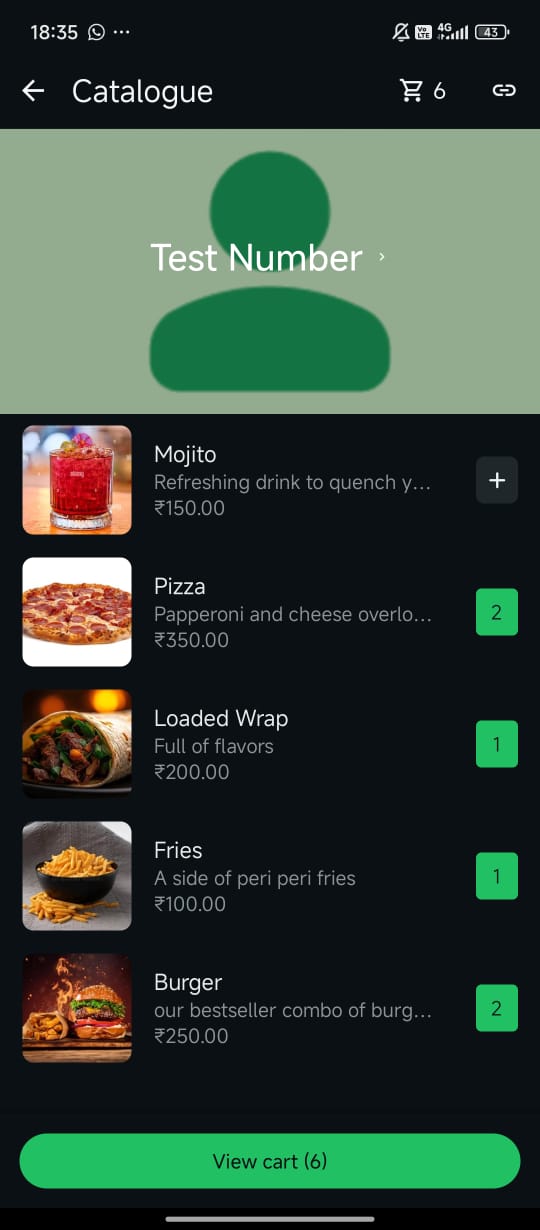 18:35
Vo LTE 4G 43
Catalogue 6
Test Number
Mojito
Refreshing drink to quench y...
₹150.00
Pizza
Papperoni and cheese overlo...
₹350.00
2
Loaded Wrap
Full of flavors
₹200.00
1
Fries
A side of peri peri fries
₹100.00
1
Burger
our bestseller combo of burg...
₹250.00
2
View cart (6)